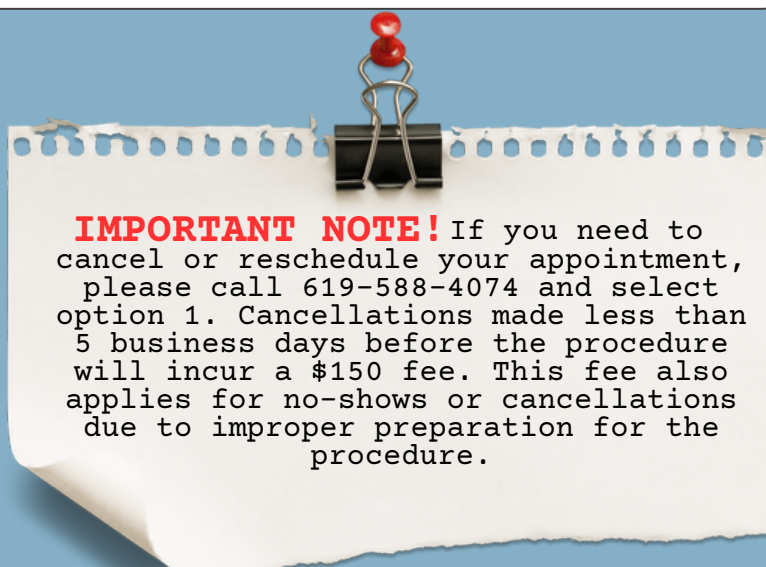 IMPORTANT NOTE! If you need to
cancel or reschedule your appointment,
please call 619-588-4074 and select
option 1. Cancellations made less than
5 business days before the procedure
will incur a $150 fee. This fee also
applies for no-shows or cancellations
due to improper preparation for the
procedure.